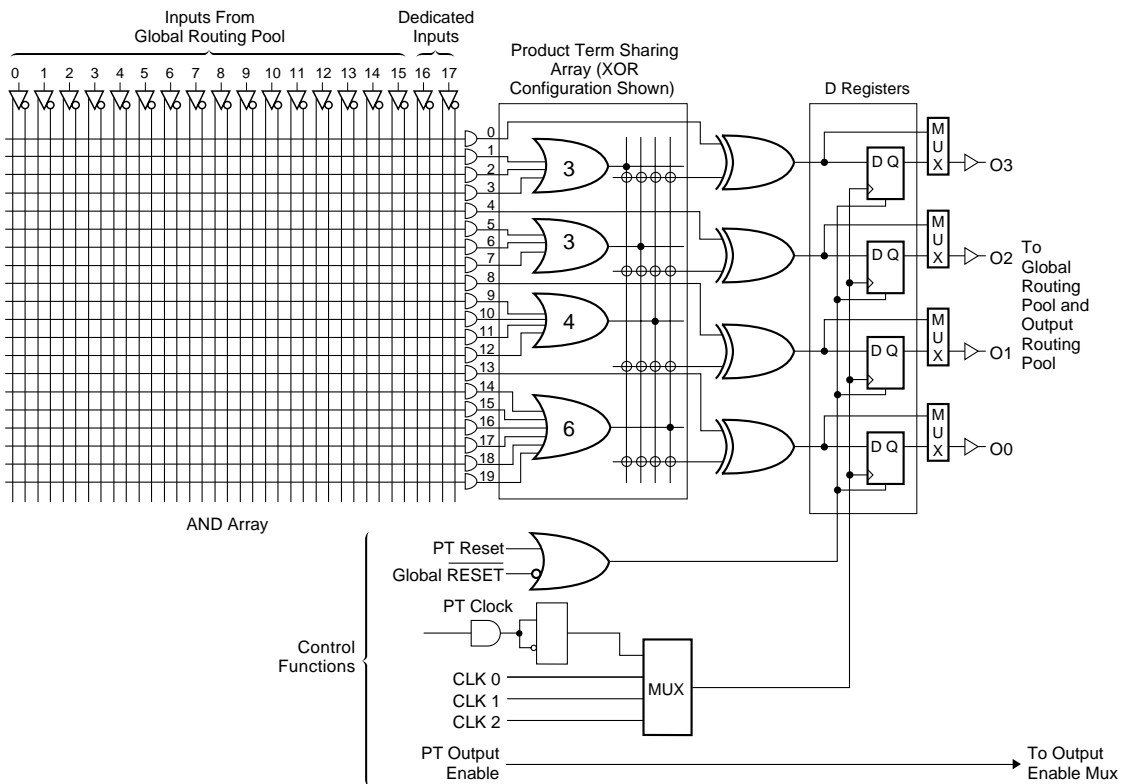 Inputs From
Global Routing Pool
Dedicated
Inputs
0 1 2 3 4 5 6 7 8 9 10 11 12 13 14 15 16 17
Product Term Sharing
Array (XOR
Configuration Shown)
D Registers
0
1
2
3
4
5
6
7
8
9
10
11
12
13
14
15
16
17
18
19
3
3
4
6
D Q
MUX
O3
D Q
MUX
O2
D Q
MUX
O1
D Q
MUX
O0
To
Global
Routing
Pool and
Output
Routing
Pool
AND Array
Control
Functions
PT Reset
Global RESET
PT Clock
CLK 0
CLK 1
CLK 2
MUX
PT Output
Enable
To Output
Enable Mux